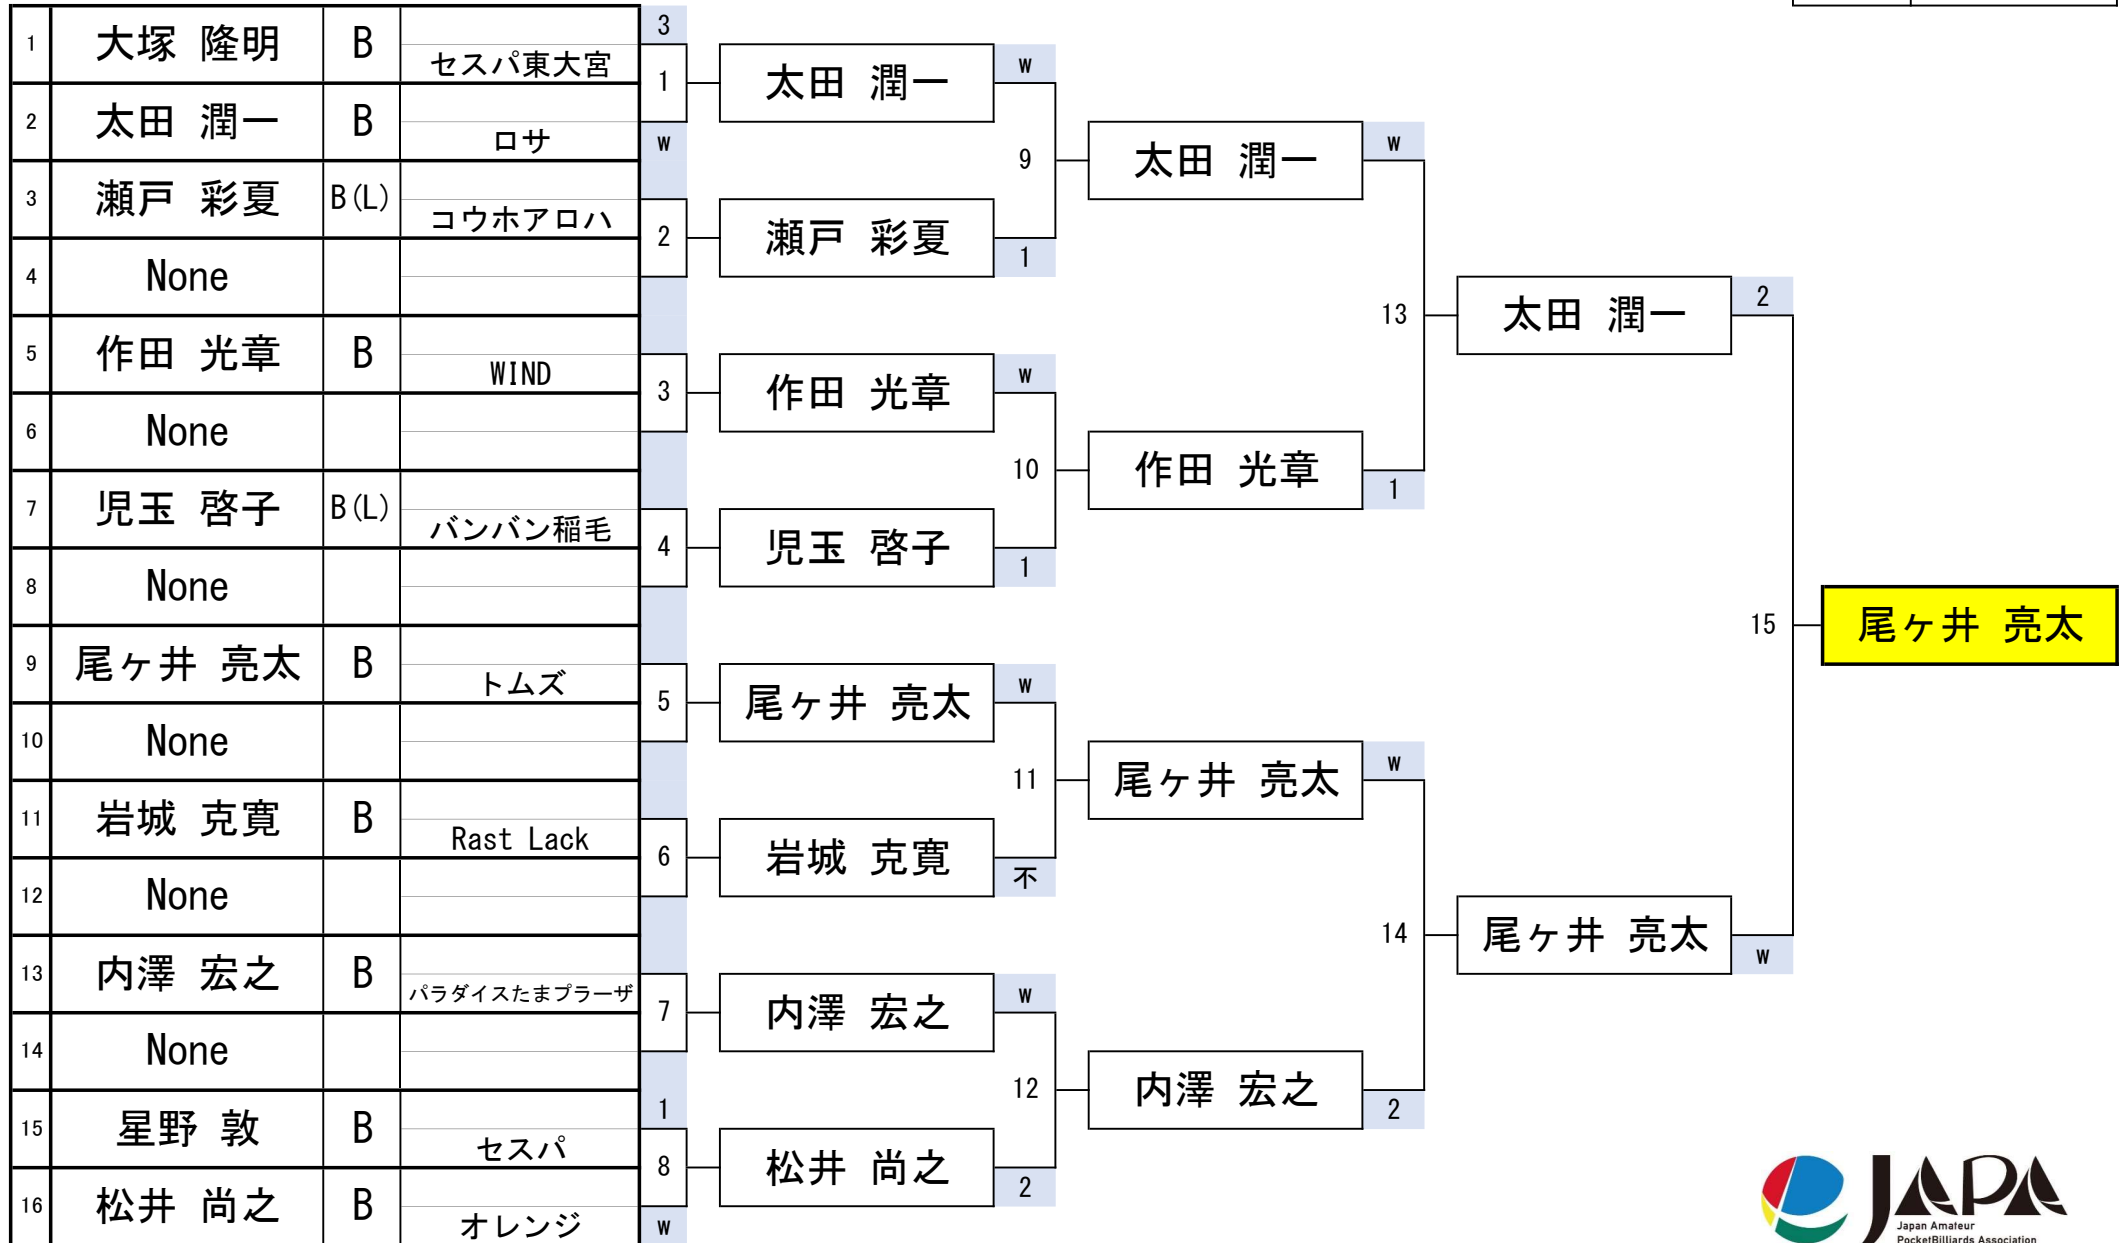 1 大塚 隆明 B セスパ東大宮 3
2 太田 潤一 B ロサ w
1 太田 潤一 w
3 瀬戸 彩夏 B(L) コウホアロハ
4 None
2 瀬戸 彩夏 1
5 作田 光章 B WIND
6 None
3 作田 光章 w
7 児玉 啓子 B(L) バンバン稲毛
8 None
4 児玉 啓子 1
9 尾ヶ井 亮太 B トムズ
10 None
5 尾ヶ井 亮太 w
11 岩城 克寛 B Rast Lack
12 None
6 岩城 克寛 不
13 内澤 宏之 B パラダイスたまプラーザ
14 None
7 内澤 宏之 w
15 星野 敦 B セスパ 1
16 松井 尚之 B オレンジ w
8 松井 尚之 2
9 太田 潤一 w
10 作田 光章 1
11 尾ヶ井 亮太 w
12 内澤 宏之 2
13 太田 潤一 2
14 尾ヶ井 亮太 w
15 尾ヶ井 亮太
JAPA
Japan Amateur
PocketBilliards Association